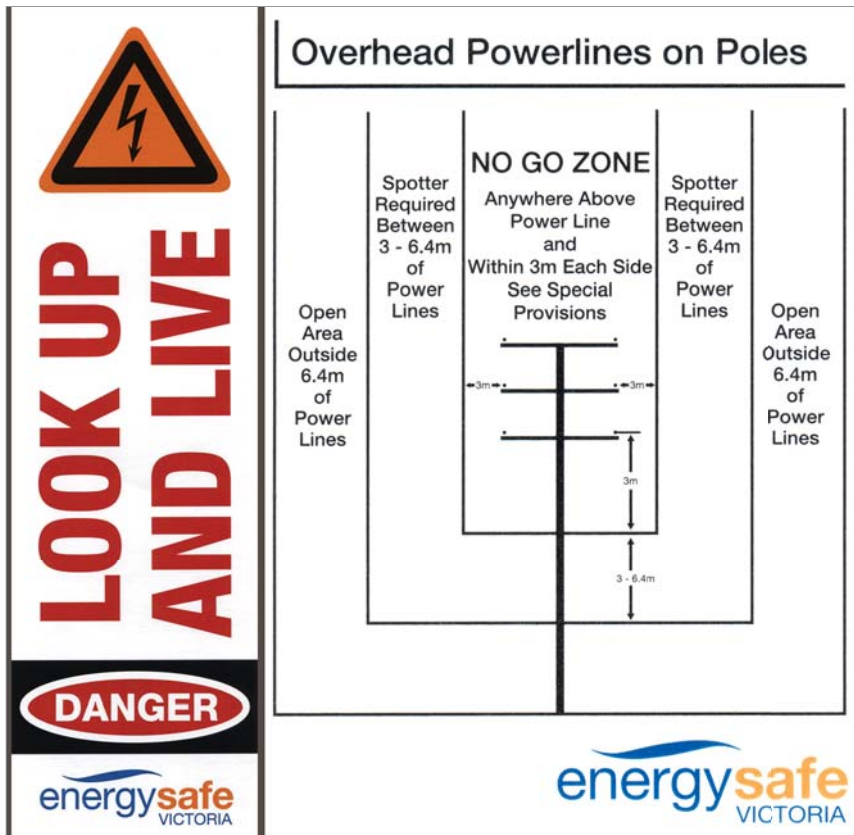 LOOK UP
AND LIVE
DANGER
energysafe
VICTORIA
Overhead Powerlines on Poles
NO GO ZONE
Anywhere Above
Power Line
and
Within 3m Each Side
See Special
Provisions
Spotter
Required
Between
3 - 6.4m
of
Power
Lines
Spotter
Required
Between
3 - 6.4m
of
Power
Lines
Open
Area
Outside
6.4m
of
Power
Lines
Open
Area
Outside
6.4m
of
Power
Lines
3m
3m
3m
3 - 6.4m
energysafe
VICTORIA